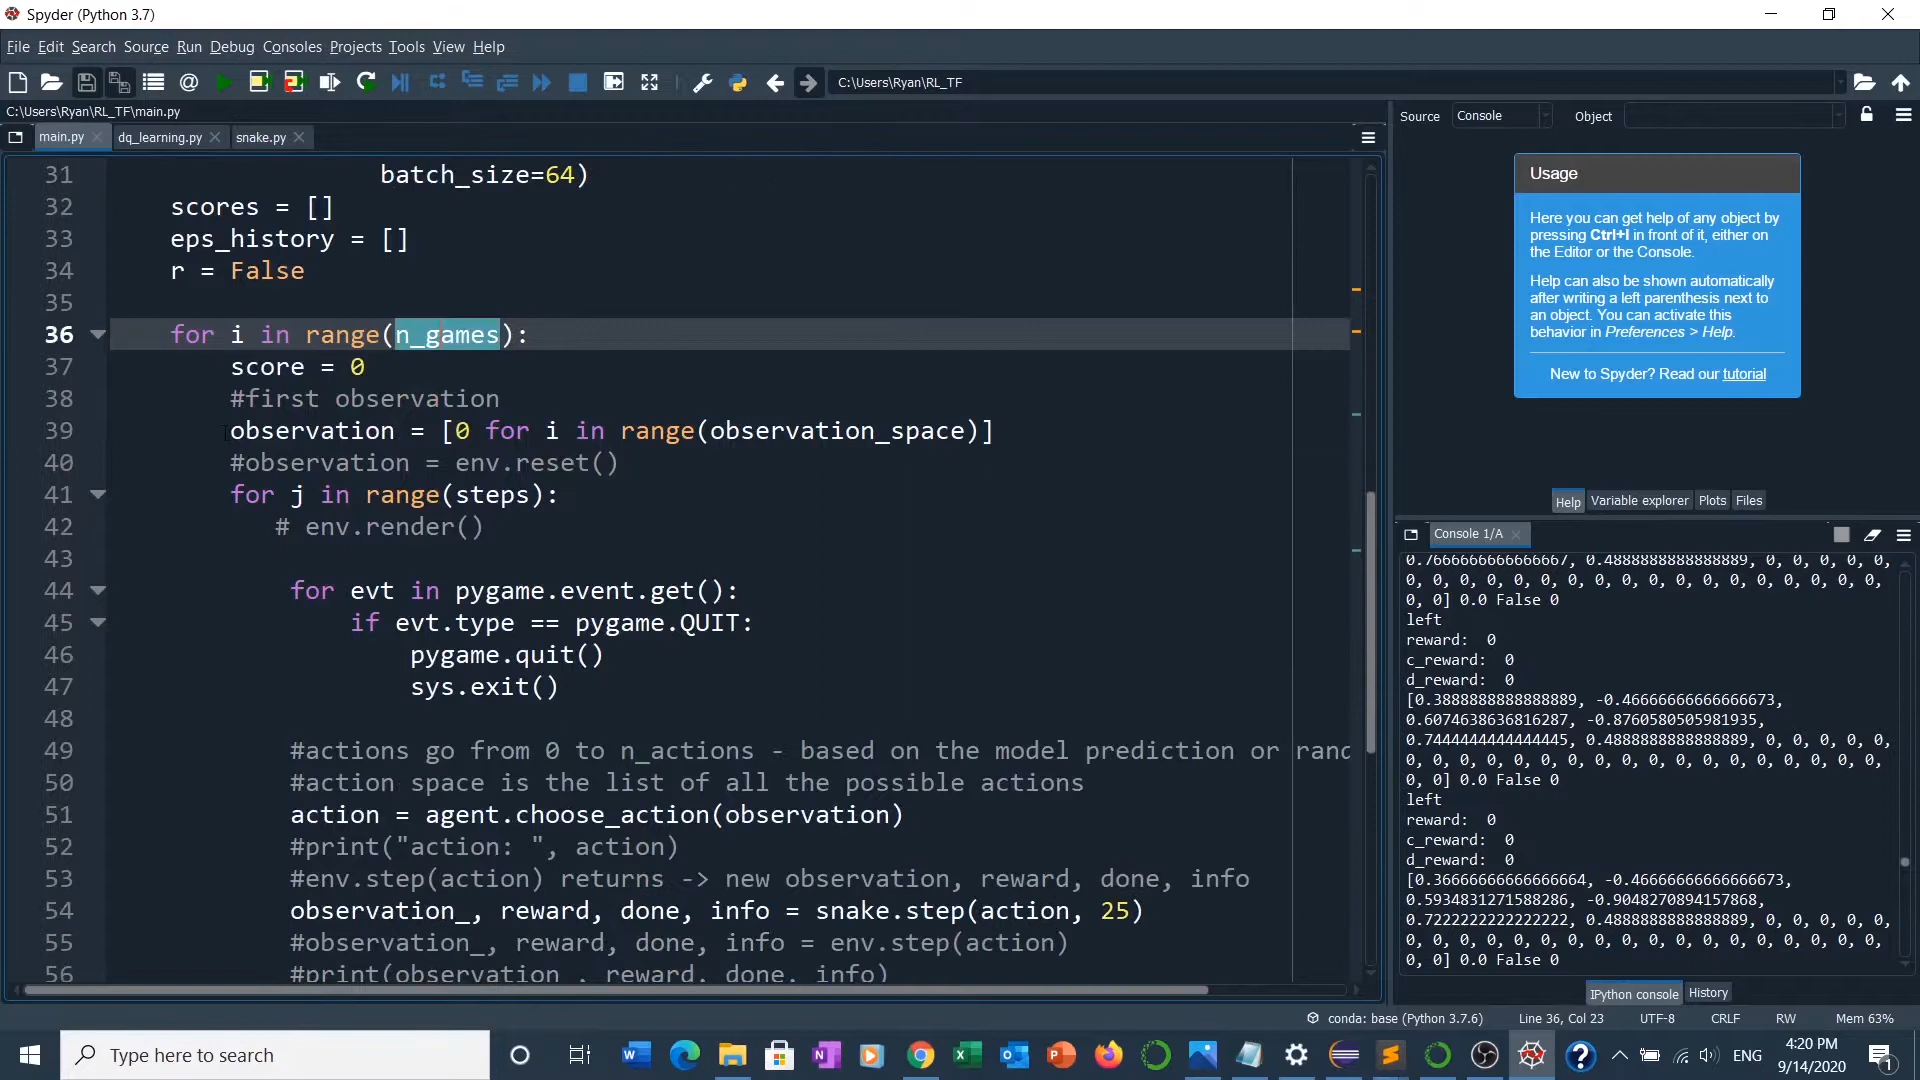 Spyder (Python 3.7)
File Edit Search Source Run Debug Consoles Projects Tools View Help
C:\Users\Ryan\RL_TF
C:\Users\Ryan\RL_TF\main.py
main.py dq_learning.py snake.py
31 batch_size=64)
32 scores = []
33 eps_history = []
34 r = False
35
36 for i in range(n_games):
37 score = 0
38 #first observation
39 observation = [0 for i in range(observation_space)]
40 #observation = env.reset()
41 for j in range(steps):
42 # env.render()
43
44 for evt in pygame.event.get():
45 if evt.type == pygame.QUIT:
46 pygame.quit()
47 sys.exit()
48
49 #actions go from 0 to n_actions - based on the model prediction or rand
50 #action space is the list of all the possible actions
51 action = agent.choose_action(observation)
52 #print("action: ", action)
53 #env.step(action) returns -> new observation, reward, done, info
54 observation_, reward, done, info = snake.step(action, 25)
55 #observation_, reward, done, info = env.step(action)
56 #print(observation_, reward, done, info)
Source Console Object
Usage
Here you can get help of any object by
pressing Ctrl+I in front of it, either on
the Editor or the Console.
Help can also be shown automatically
after writing a left parenthesis next to
an object. You can activate this
behavior in Preferences > Help.
New to Spyder? Read our tutorial
Help Variable explorer Plots Files
Console 1/A
0.7666666666666667, 0.4888888888888889, 0, 0, 0, 0, 0,
0, 0, 0, 0, 0, 0, 0, 0, 0, 0, 0, 0, 0, 0, 0, 0, 0,
0, 0] 0.0 False 0
left
reward:  0
c_reward:  0
d_reward:  0
[0.3888888888888889, -0.46666666666666673,
0.6074638636816287, -0.8760580505981935,
0.7444444444444445, 0.4888888888888889, 0, 0, 0, 0, 0,
0, 0, 0, 0, 0, 0, 0, 0, 0, 0, 0, 0, 0, 0, 0, 0, 0,
0, 0] 0.0 False 0
left
reward:  0
c_reward:  0
d_reward:  0
[0.36666666666666664, -0.46666666666666673,
0.5934831271588286, -0.9048270894157868,
0.7222222222222222, 0.4888888888888889, 0, 0, 0, 0, 0,
0, 0, 0, 0, 0, 0, 0, 0, 0, 0, 0, 0, 0, 0, 0, 0, 0,
0, 0] 0.0 False 0
IPython console History
conda: base (Python 3.7.6) Line 36, Col 23 UTF-8 CRLF RW Mem 63%
Type here to search
ENG
4:20 PM
9/14/2020
1